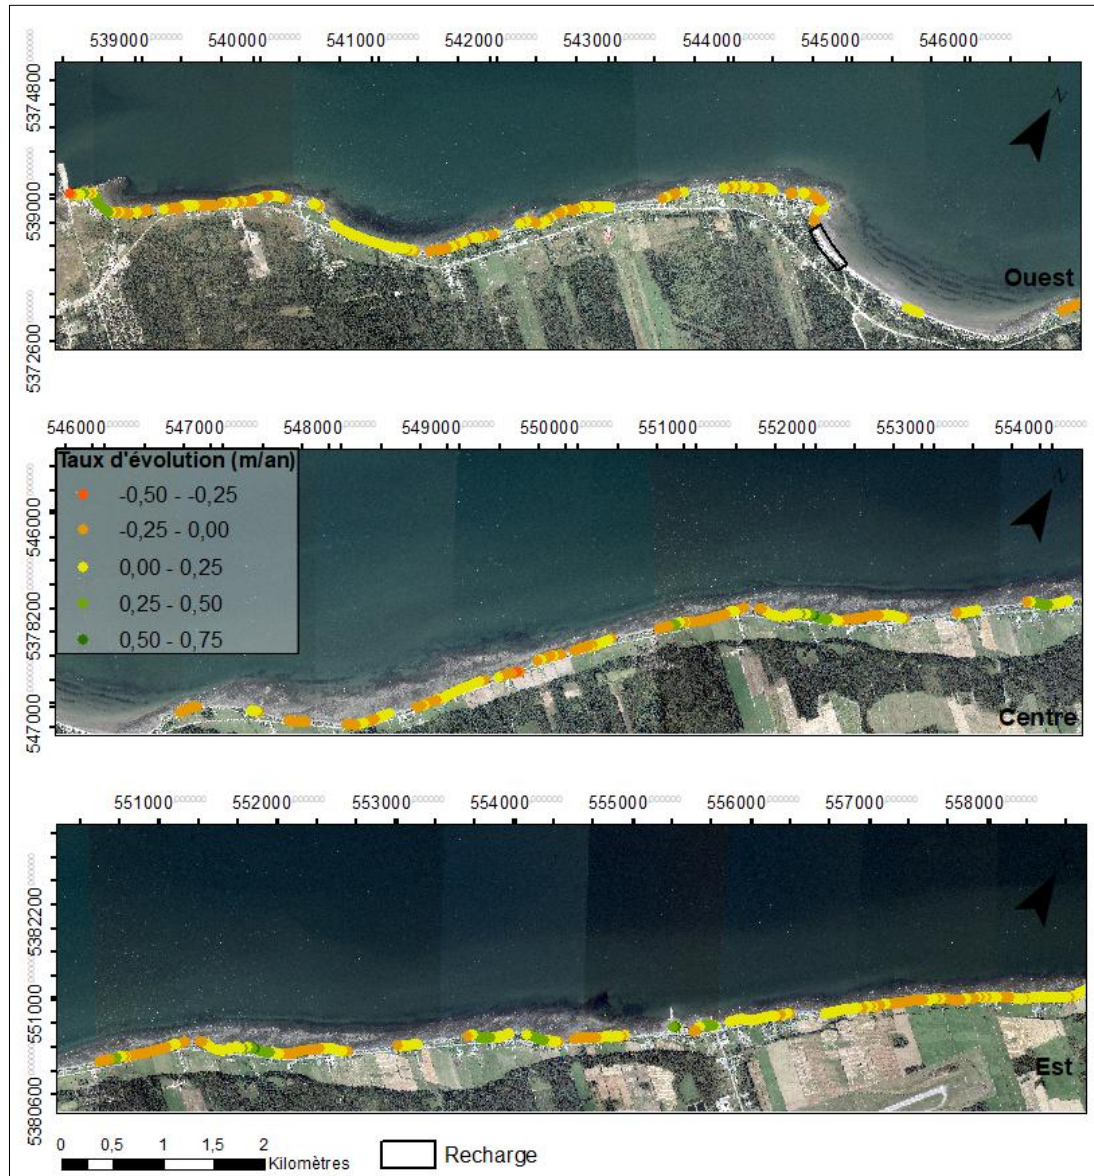 539000 540000 541000 542000 543000 544000 545000 546000
5374800
539000
5372600
N
Ouest
546000 547000 548000 549000 550000 551000 552000 553000 554000
546000
5378200
547000
Taux d'évolution (m/an)
-0,50 - -0,25
-0,25 - 0,00
0,00 - 0,25
0,25 - 0,50
0,50 - 0,75
N
Centre
551000 552000 553000 554000 555000 556000 557000 558000
5382200
551000
5380600
Est
0 0,5 1 1,5 2
Kilomètres
Recharge